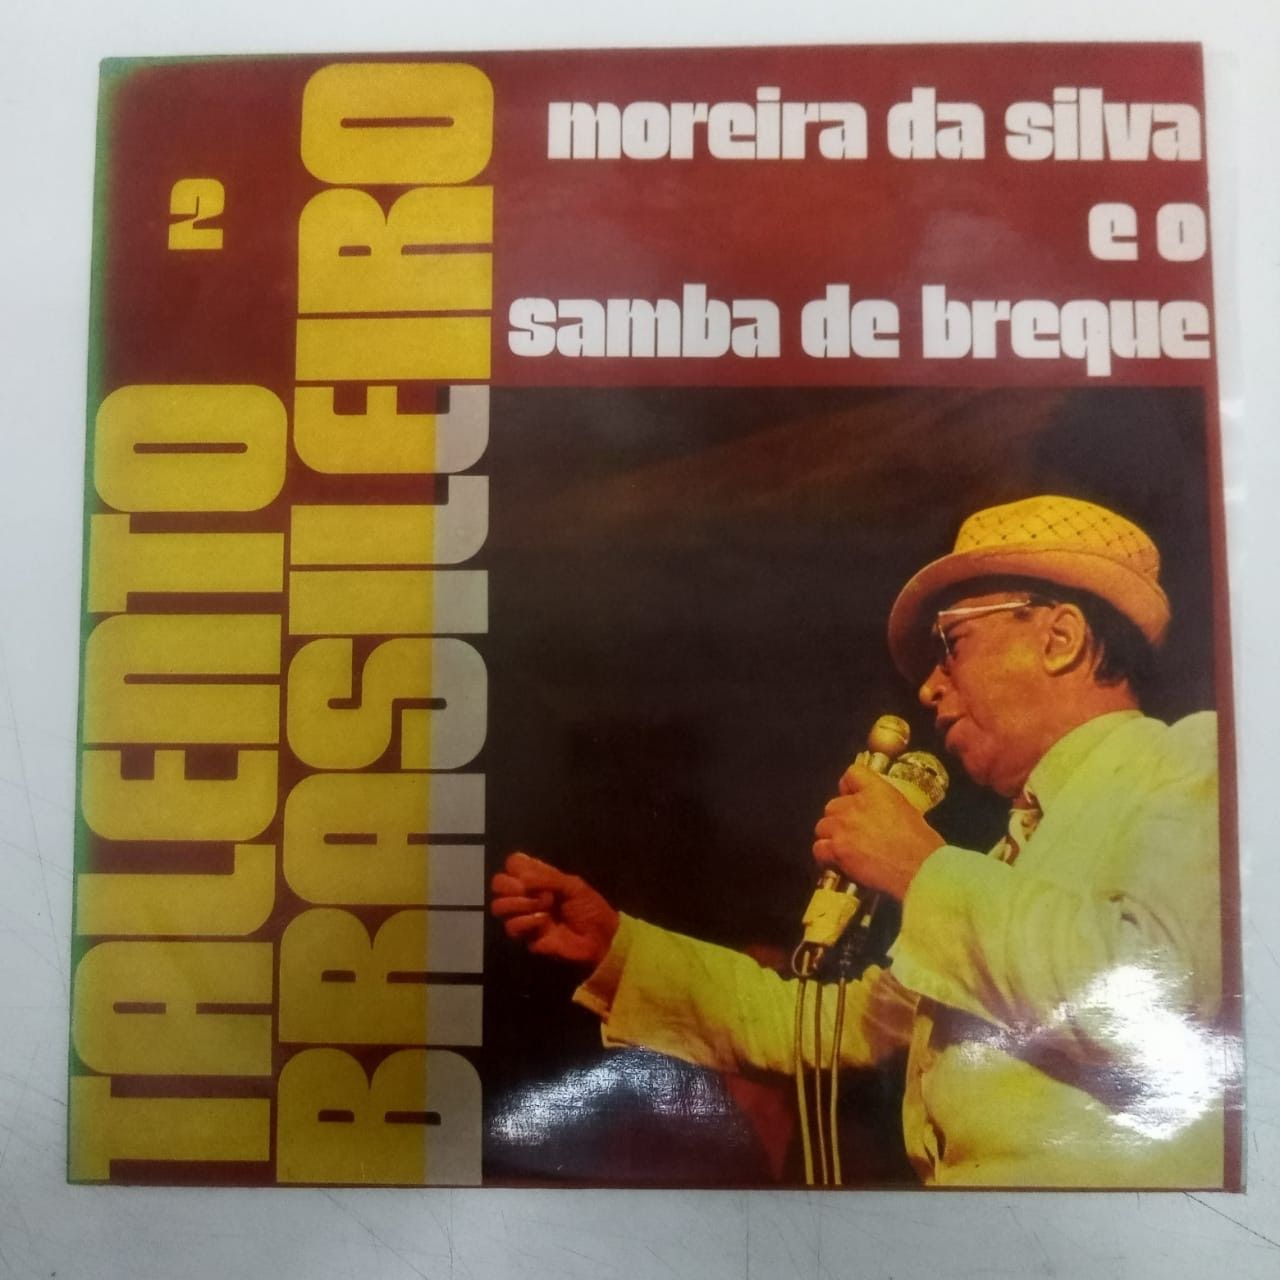 moreira da silva
e o
samba de breque
2
TALENTO
BRASILEIRO